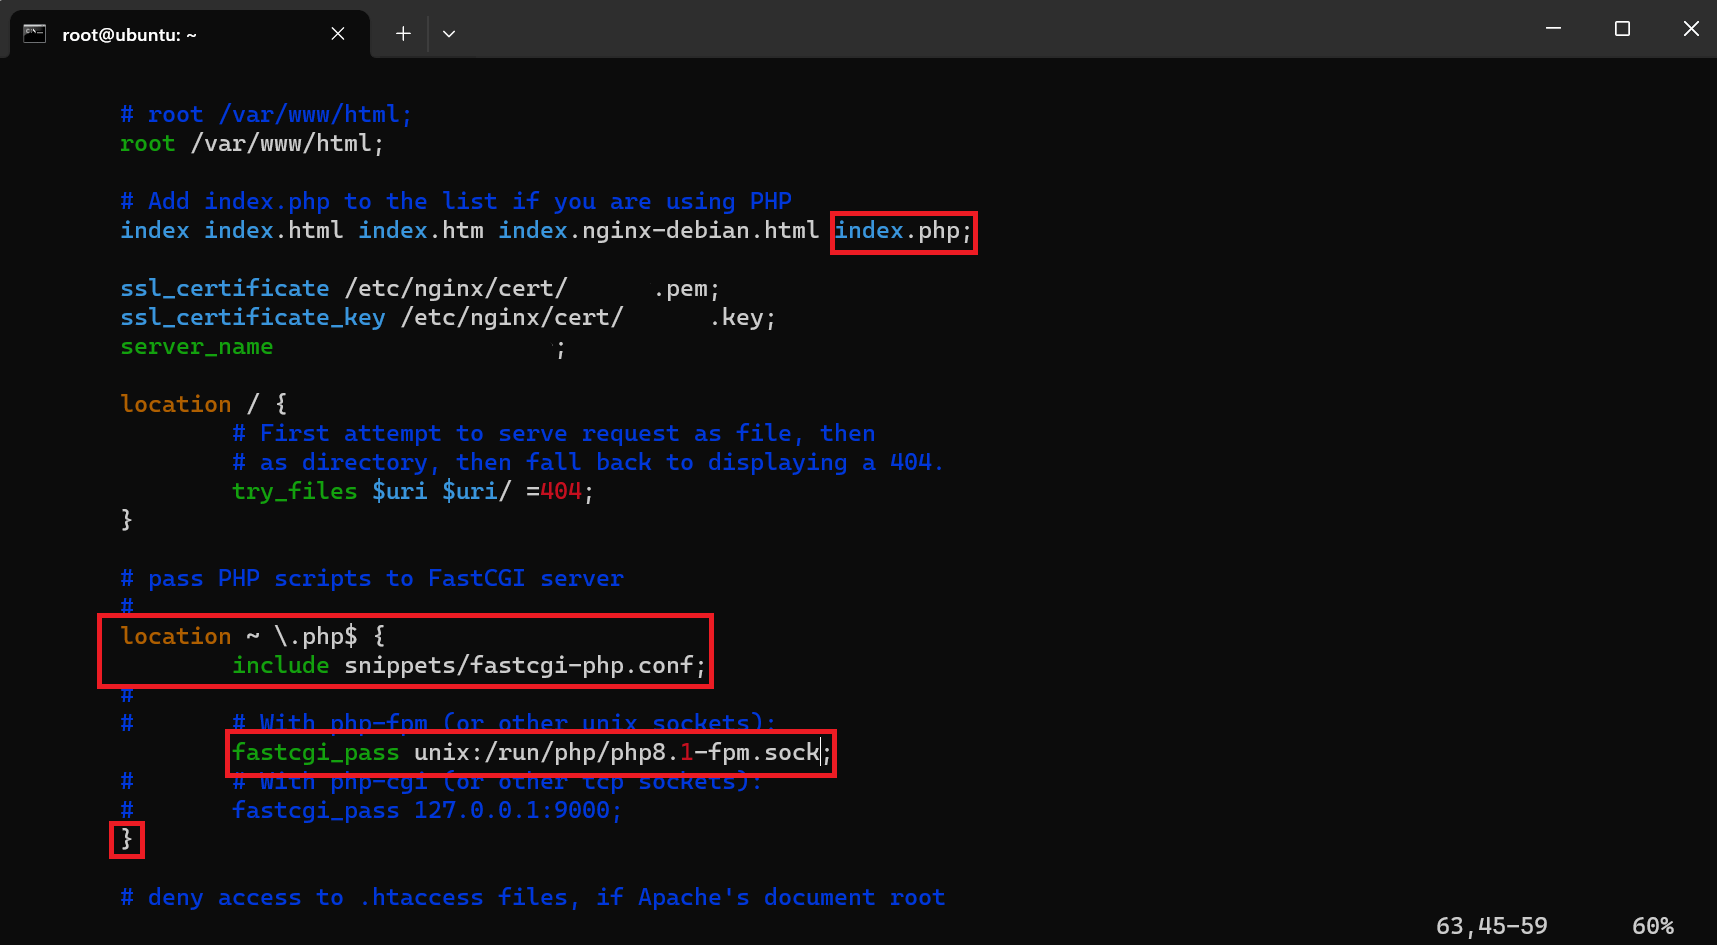 root@ubuntu: ~
# root /var/www/html;
root /var/www/html;
# Add index.php to the list if you are using PHP
index index.html index.htm index.nginx-debian.html index.php;
ssl_certificate /etc/nginx/cert/ .pem;
ssl_certificate_key /etc/nginx/cert/ .key;
server_name ;
location / {
# First attempt to serve request as file, then
# as directory, then fall back to displaying a 404.
try_files $uri $uri/ =404;
}
# pass PHP scripts to FastCGI server
#
location ~ \.php$ {
include snippets/fastcgi-php.conf;
#
# # With php-fpm (or other unix sockets):
fastcgi_pass unix:/run/php/php8.1-fpm.sock;
# # With php-cgi (or other tcp sockets):
# fastcgi_pass 127.0.0.1:9000;
}
# deny access to .htaccess files, if Apache's document root
63,45-59 60%